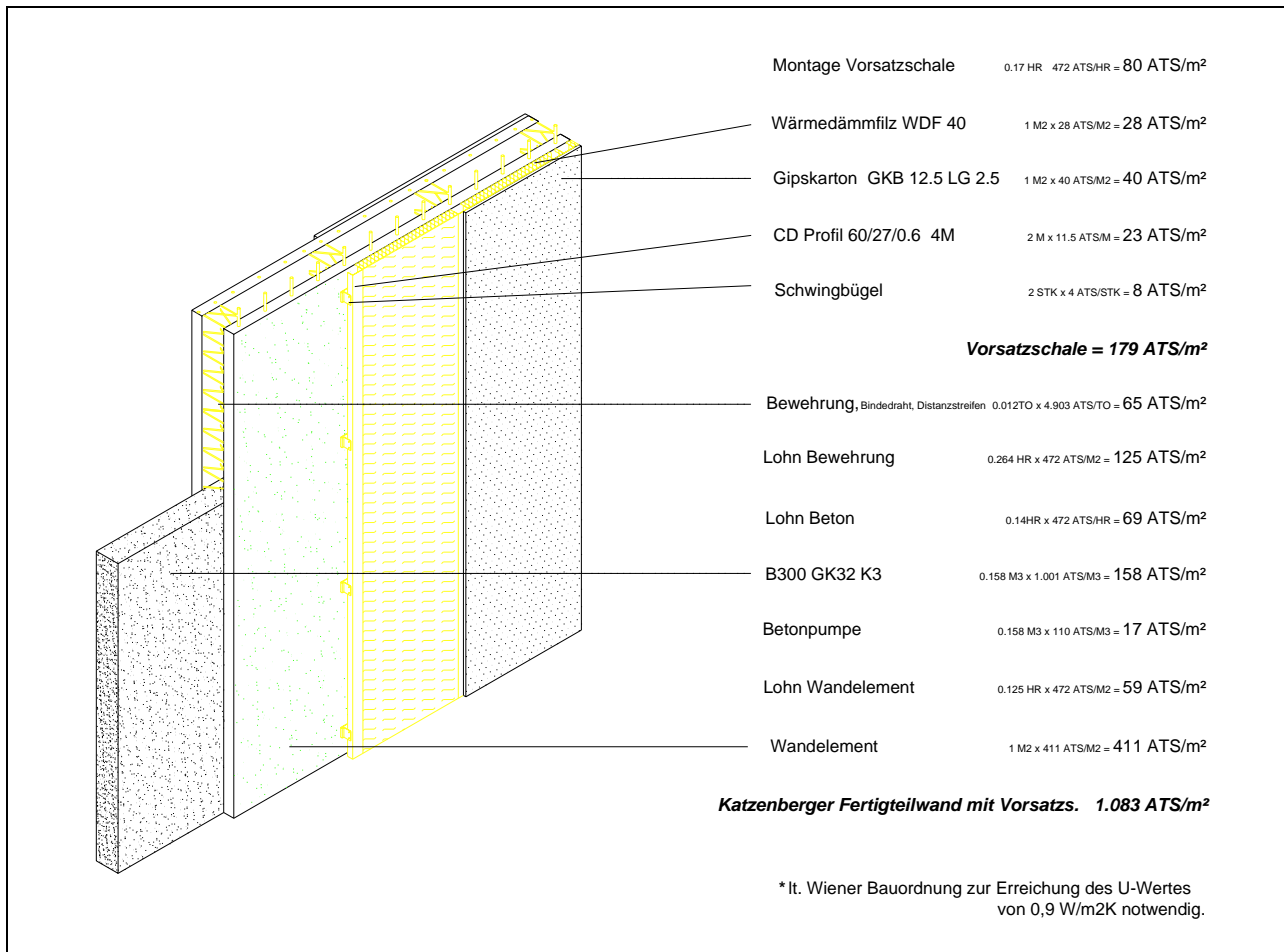 Montage Vorsatzschale 0.17 HR 472 ATS/HR = 80 ATS/m²
Wärmedämmfilz WDF 40 1 M2 x 28 ATS/M2 = 28 ATS/m²
Gipskarton GKB 12.5 LG 2.5 1 M2 x 40 ATS/M2 = 40 ATS/m²
CD Profil 60/27/0.6 4M 2 M x 11.5 ATS/M = 23 ATS/m²
Schwingbügel 2 STK x 4 ATS/STK = 8 ATS/m²
Vorsatzschale = 179 ATS/m²
Bewehrung, Bindedraht, Distanzstreifen 0.012TO x 4.903 ATS/TO = 65 ATS/m²
Lohn Bewehrung 0.264 HR x 472 ATS/M2 = 125 ATS/m²
Lohn Beton 0.14HR x 472 ATS/HR = 69 ATS/m²
B300 GK32 K3 0.158 M3 x 1.001 ATS/M3 = 158 ATS/m²
Betonpumpe 0.158 M3 x 110 ATS/M3 = 17 ATS/m²
Lohn Wandelement 0.125 HR x 472 ATS/M2 = 59 ATS/m²
Wandelement 1 M2 x 411 ATS/M2 = 411 ATS/m²
Katzenberger Fertigteilwand mit Vorsatzs. 1.083 ATS/m²
* lt. Wiener Bauordnung zur Erreichung des U-Wertes
von 0,9 W/m2K notwendig.